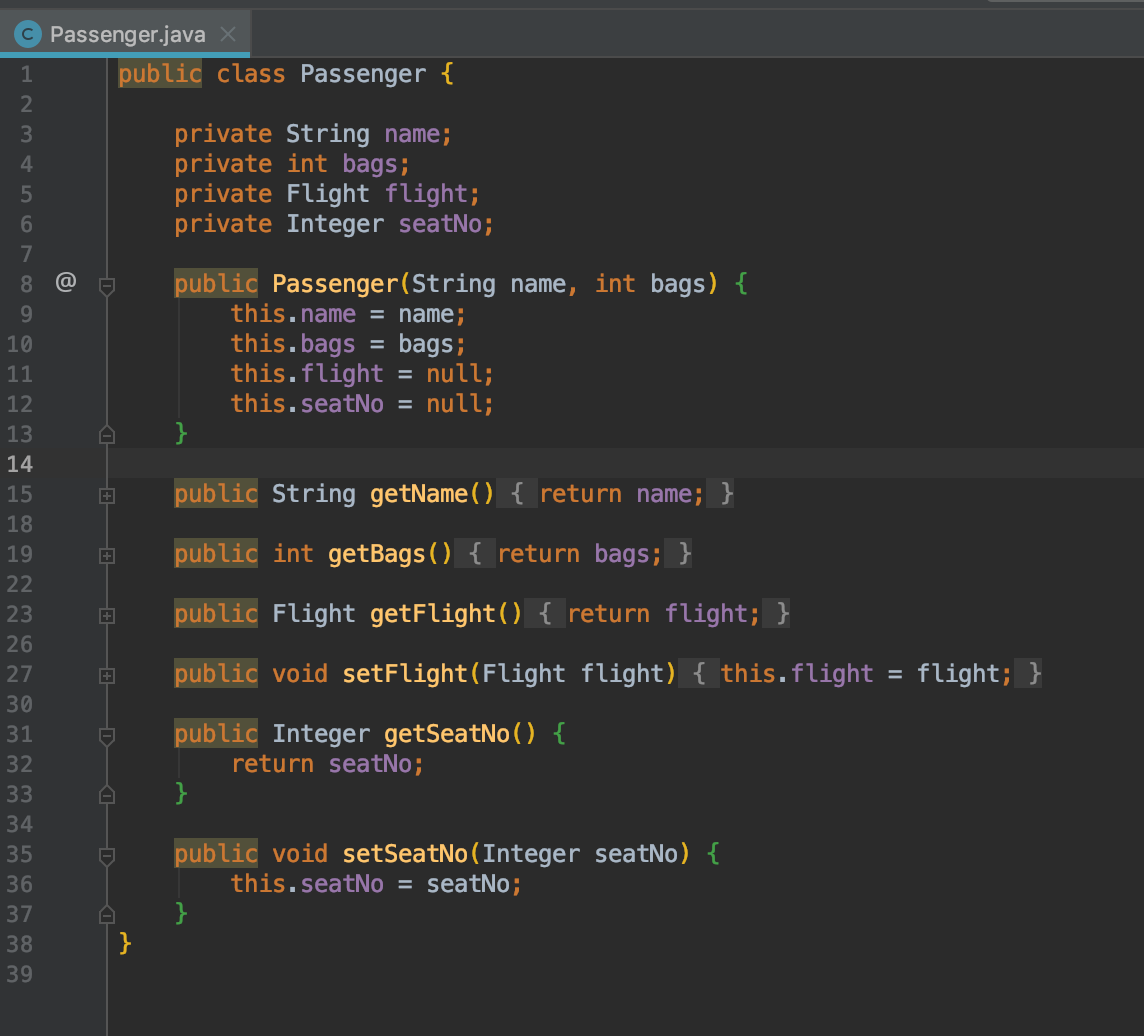 C Passenger.java
1 public class Passenger {
2
3 private String name;
4 private int bags;
5 private Flight flight;
6 private Integer seatNo;
7
8 @ public Passenger(String name, int bags) {
9 this.name = name;
10 this.bags = bags;
11 this.flight = null;
12 this.seatNo = null;
13 }
14
15 public String getName() { return name; }
18
19 public int getBags() { return bags; }
22
23 public Flight getFlight() { return flight; }
26
27 public void setFlight(Flight flight) { this.flight = flight; }
30
31 public Integer getSeatNo() {
32 return seatNo;
33 }
34
35 public void setSeatNo(Integer seatNo) {
36 this.seatNo = seatNo;
37 }
38 }
39